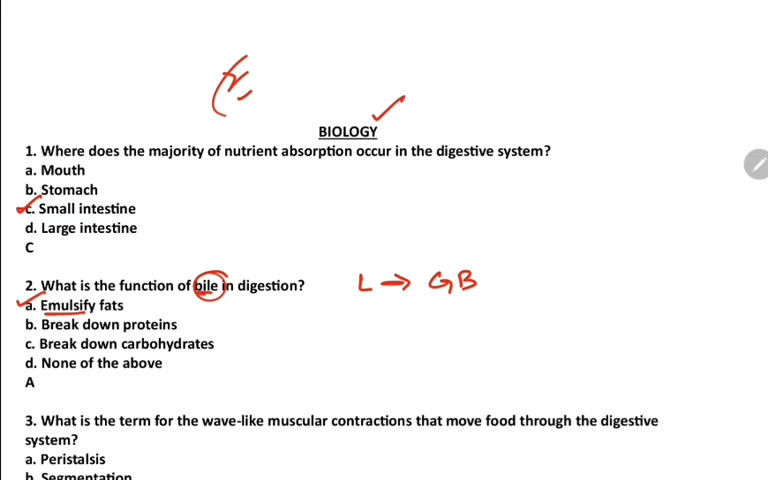 BIOLOGY
1. Where does the majority of nutrient absorption occur in the digestive system?
a. Mouth
b. Stomach
c. Small intestine
d. Large intestine
C
2. What is the function of bile in digestion? L → GB
a. Emulsify fats
b. Break down proteins
c. Break down carbohydrates
d. None of the above
A
3. What is the term for the wave-like muscular contractions that move food through the digestive
system?
a. Peristalsis
b. Segmentation